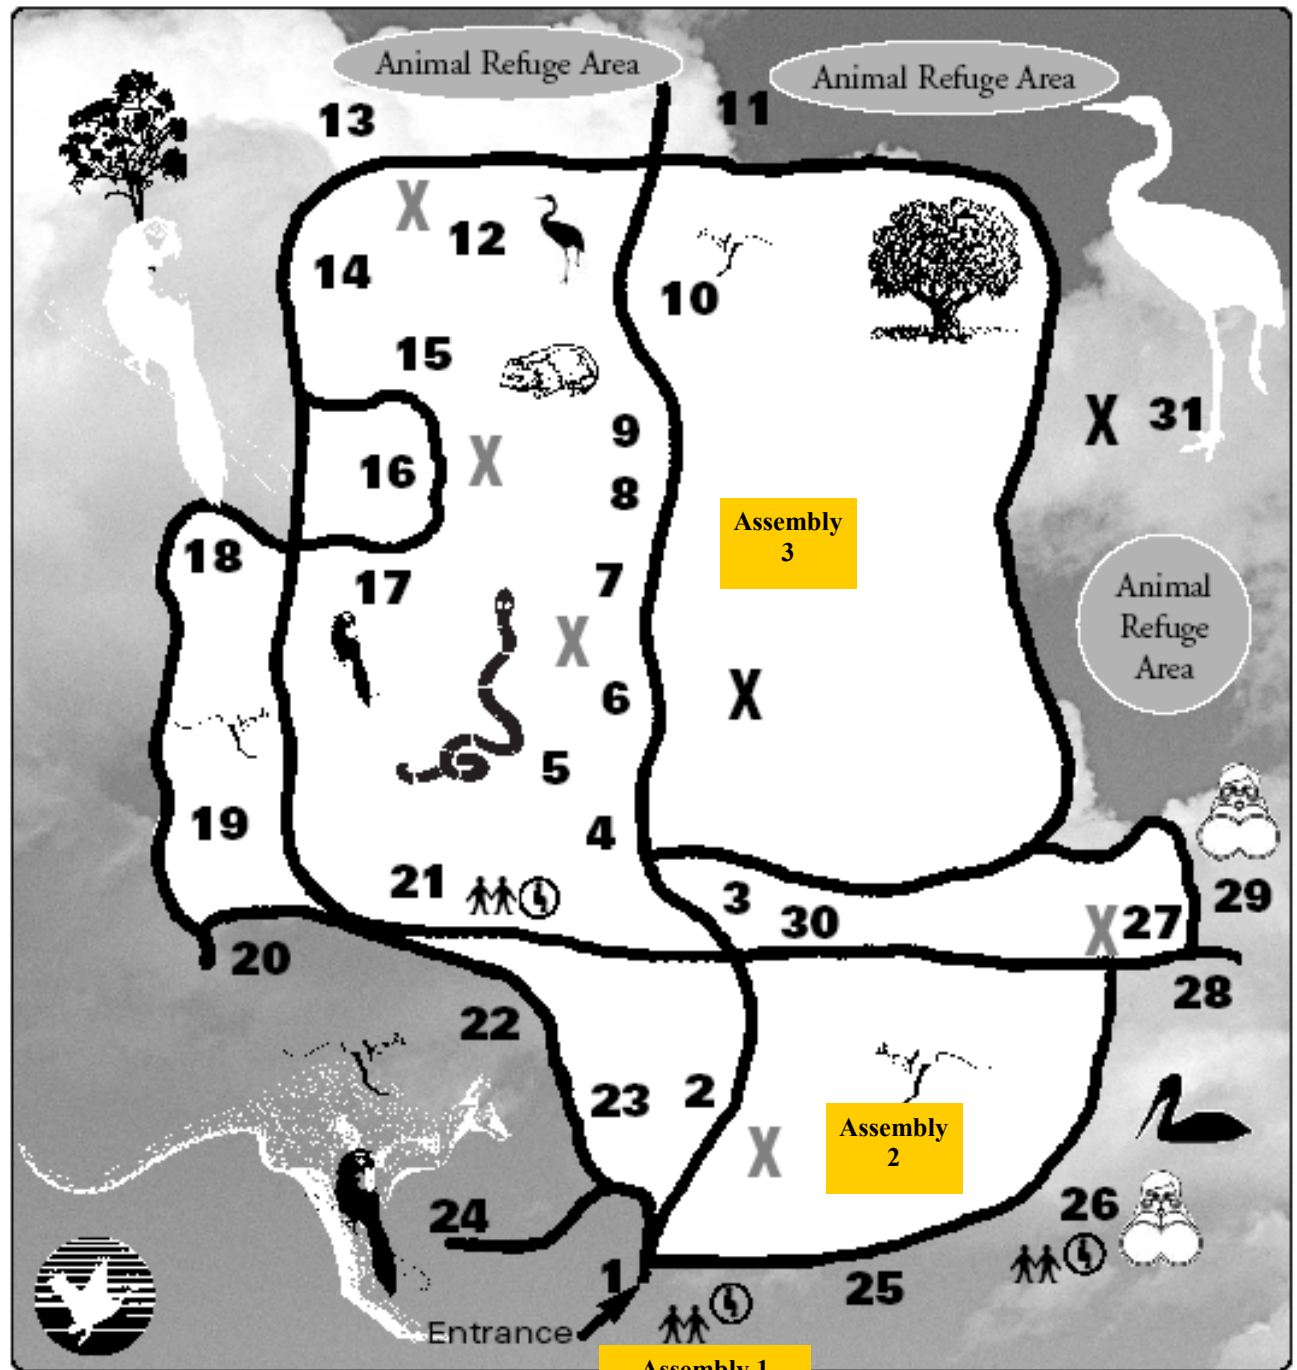 Animal Refuge Area
Animal Refuge Area
11
13
X
12
14
10
15
X
31
9
16
X
8
Assembly
3
18
7
17
Animal
Refuge
Area
X
6
X
5
19
4
21
3
29
30
X
27
20
28
22
2
23
Assembly
2
X
24
26
1
25
Entrance
Assembly 1